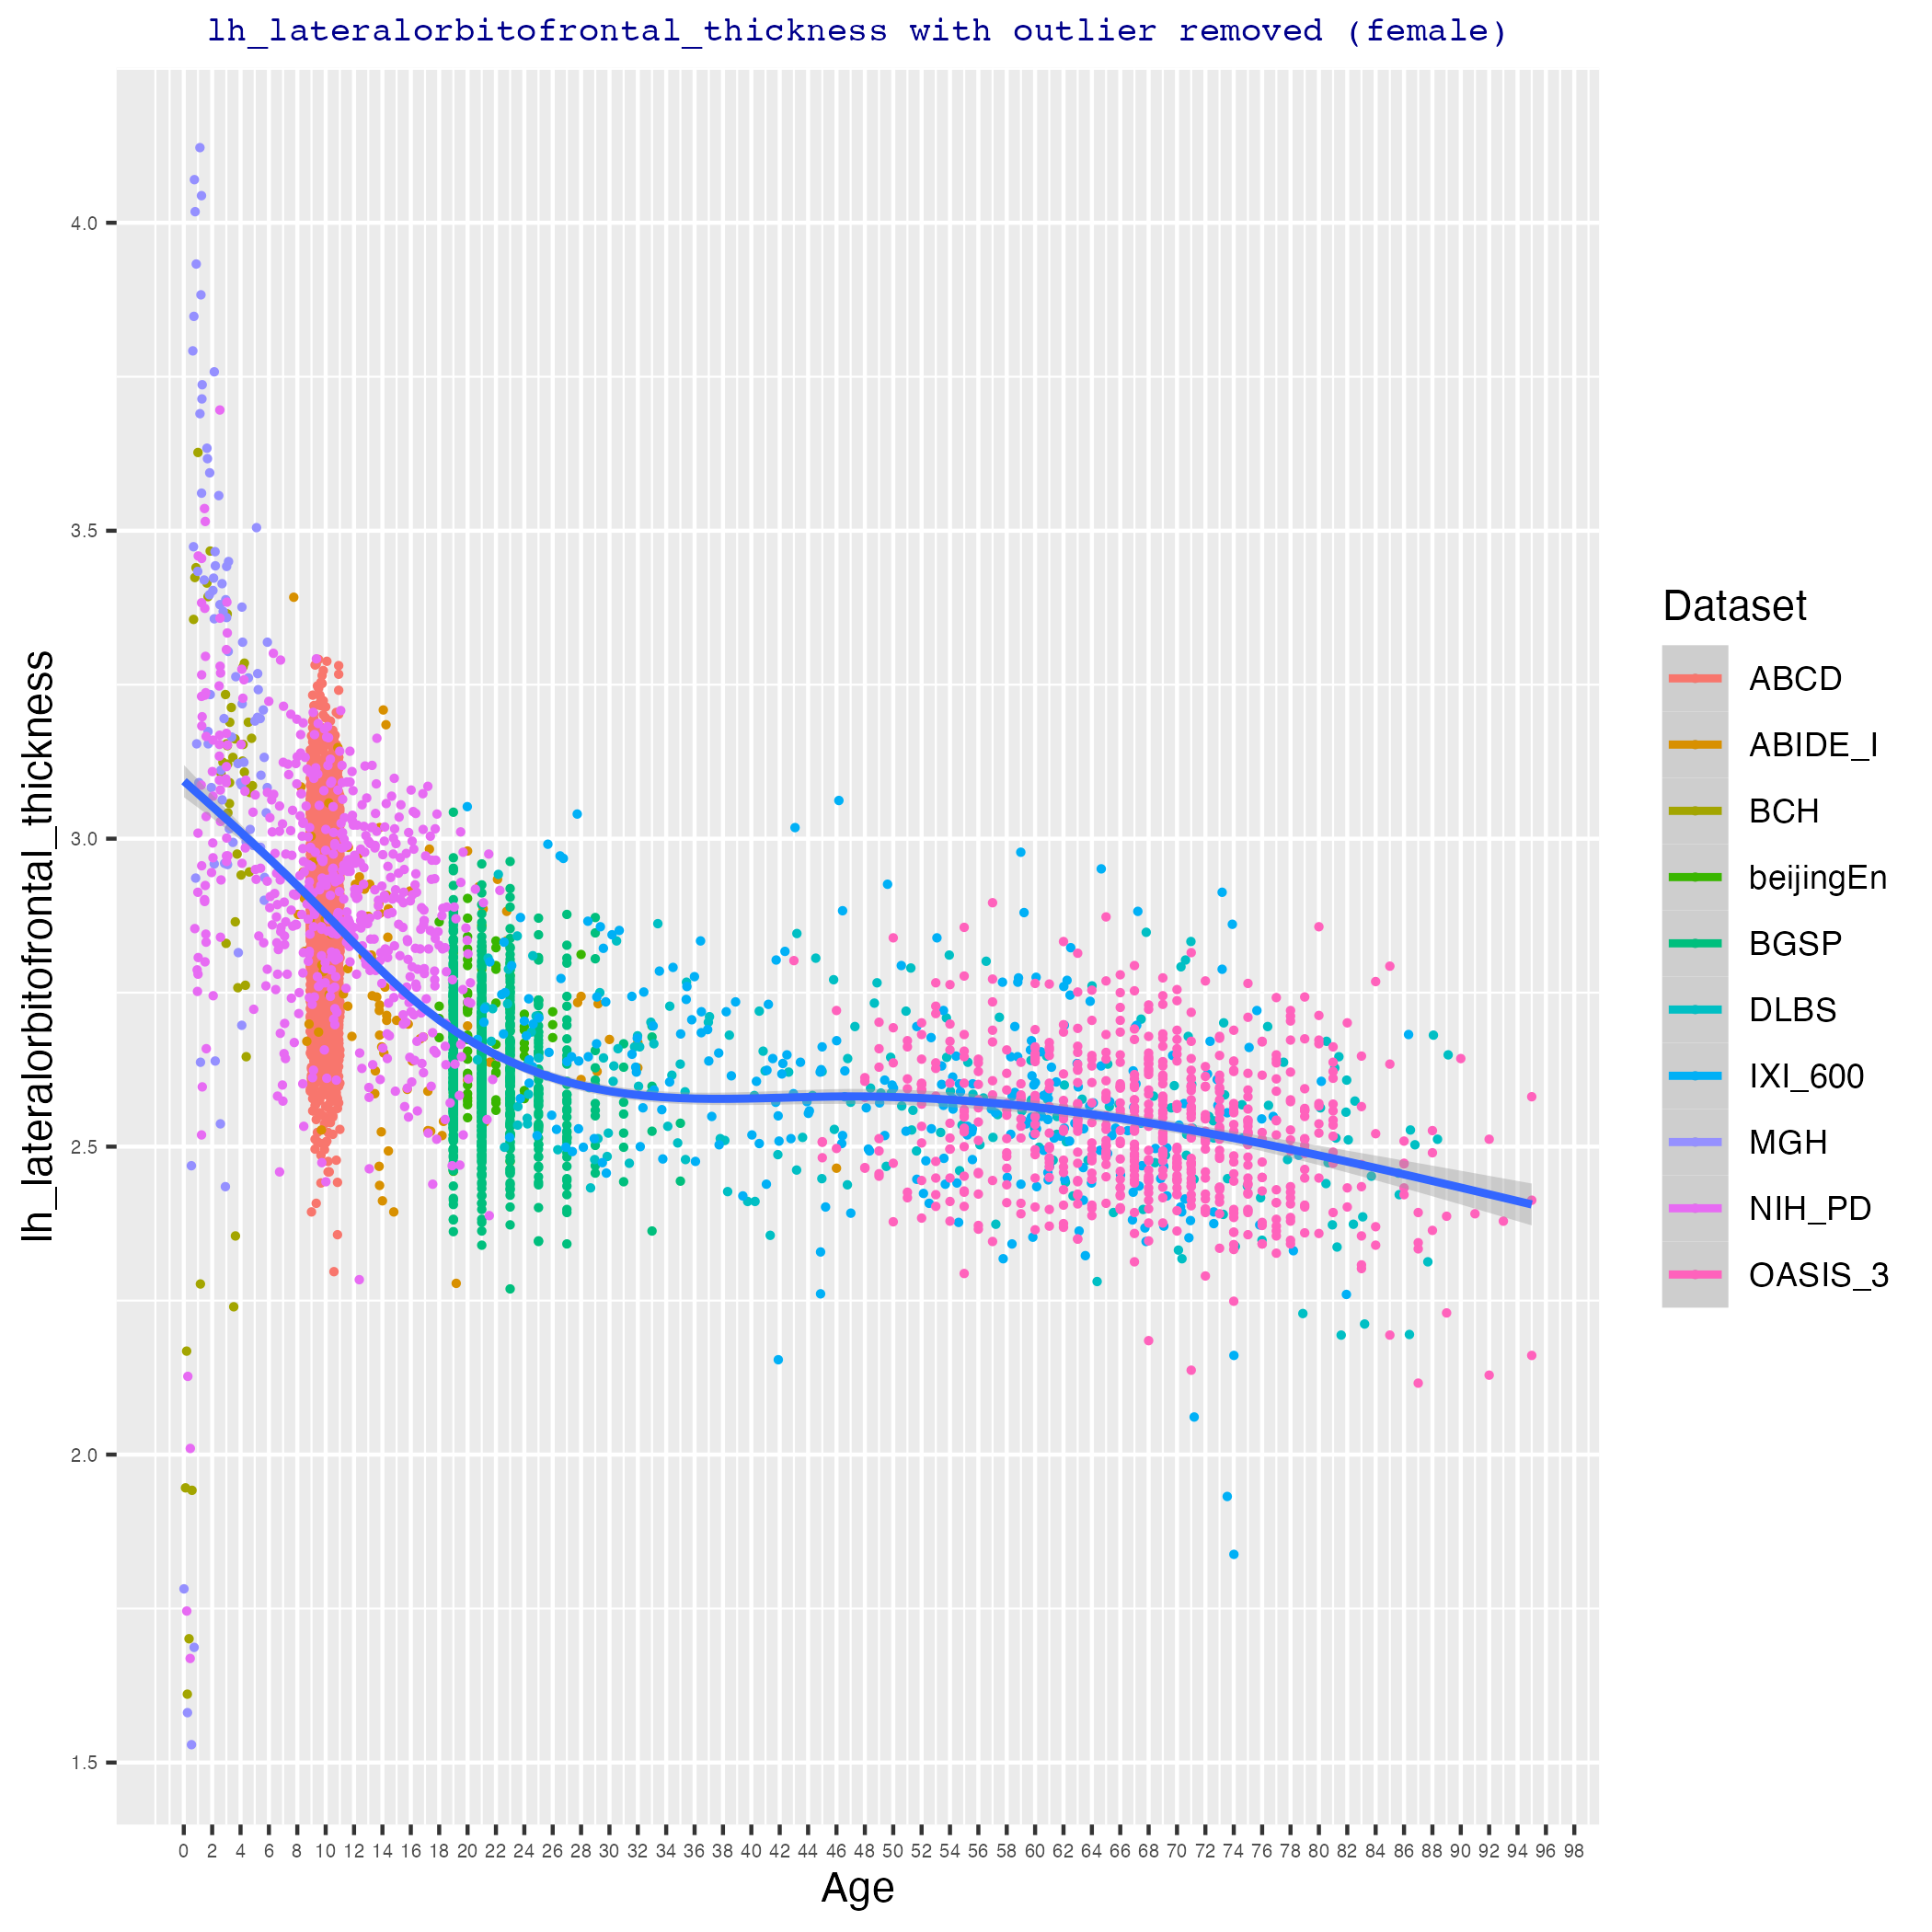 lh_lateralorbitofrontal_thickness with outlier removed (female)
lh_lateralorbitofrontal_thickness
4.0
3.5
3.0
2.5
2.0
1.5
0 2 4 6 8 10 12 14 16 18 20 22 24 26 28 30 32 34 36 38 40 42 44 46 48 50 52 54 56 58 60 62 64 66 68 70 72 74 76 78 80 82 84 86 88 90 92 94 96 98
Age
Dataset
ABCD
ABIDE_I
BCH
beijingEn
BGSP
DLBS
IXI_600
MGH
NIH_PD
OASIS_3